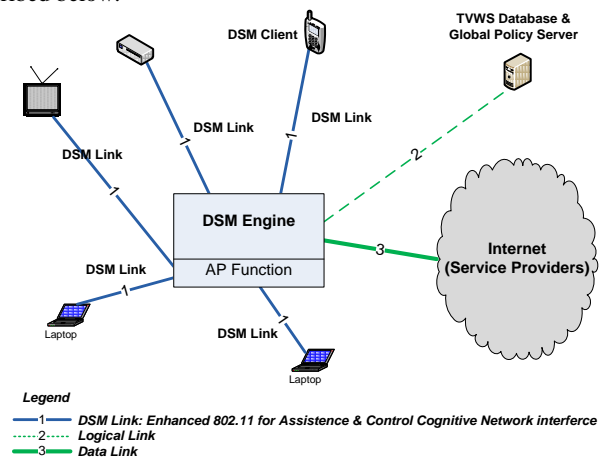 DSM Client
TVWS Database &
Global Policy Server
DSM Link
DSM Link
DSM Link
1
1
1
2
DSM Engine
AP Function
3
Internet
(Service Providers)
DSM Link
1
Laptop
DSM Link
1
Laptop
Legend
1 DSM Link: Enhanced 802.11 for Assistence & Control Cognitive Network interferce
2 Logical Link
3 Data Link